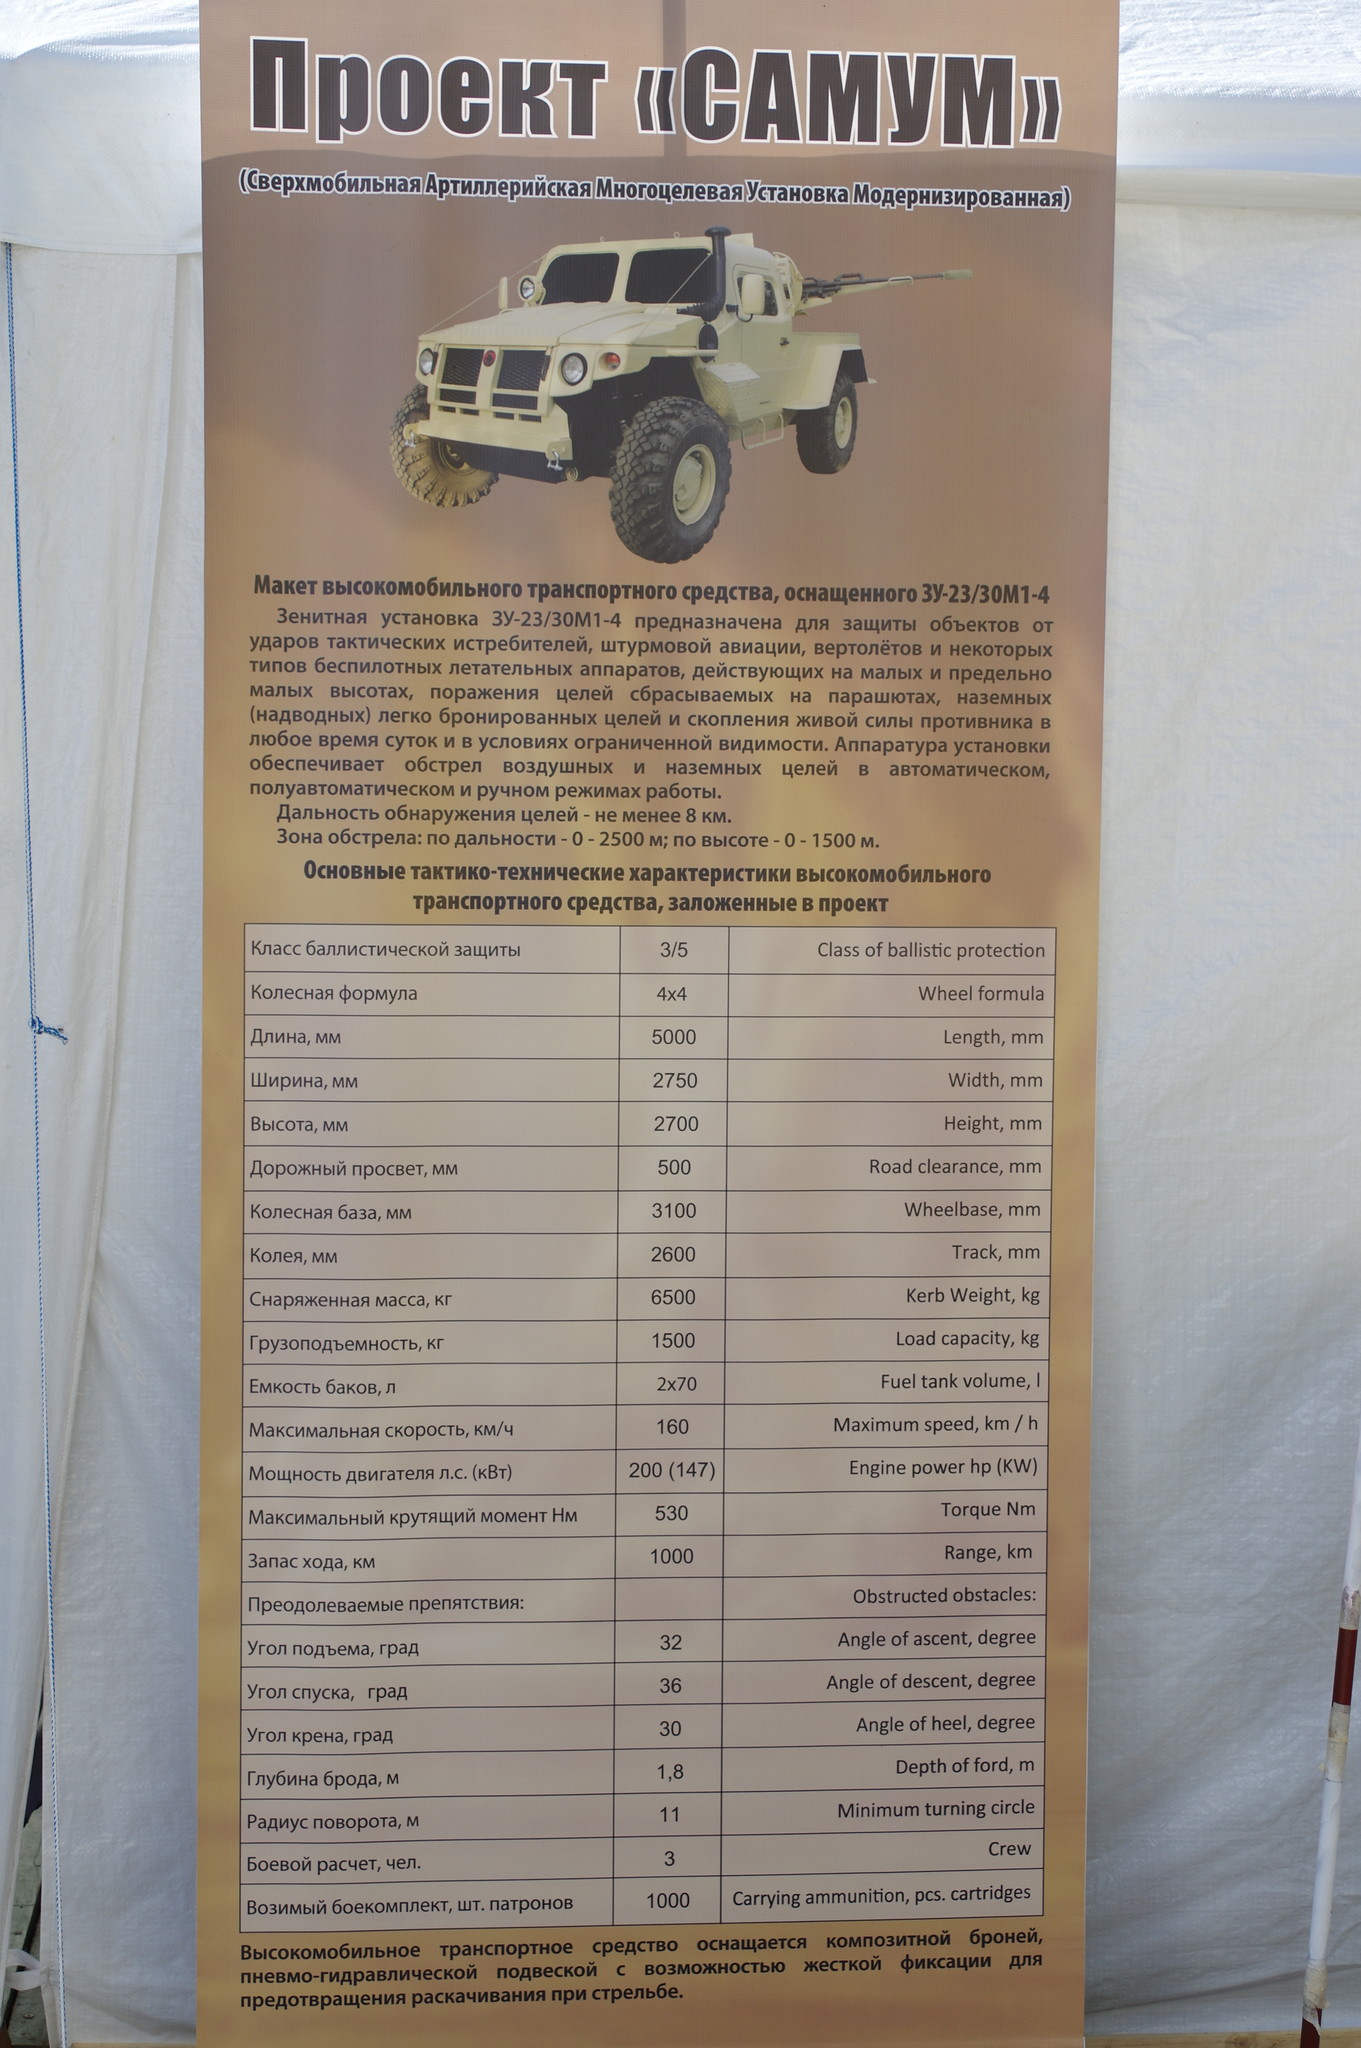 Проект «САМУМ»
(Сверхмобильная Артиллерийская Многоцелевая Установка Модернизированная)
Макет высокомобильного транспортного средства, оснащенного ЗУ-23/30М1-4
Зенитная установка ЗУ-23/30М1-4 предназначена для защиты объектов от
ударов тактических истребителей, штурмовой авиации, вертолётов и некоторых
типов беспилотных летательных аппаратов, действующих на малых и предельно
малых высотах, поражения целей сбрасываемых на парашютах, наземных
(надводных) легко бронированных целей и скопления живой силы противника в
любое время суток и в условиях ограниченной видимости. Аппаратура установки
обеспечивает обстрел воздушных и наземных целей в автоматическом,
полуавтоматическом и ручном режимах работы.
Дальность обнаружения целей - не менее 8 км.
Зона обстрела: по дальности - 0 - 2500 м; по высоте - 0 - 1500 м.
Основные тактико-технические характеристики высокомобильного
транспортного средства, заложенные в проект
Класс баллистической защиты 3/5 Class of ballistic protection
Колесная формула 4x4 Wheel formula
Длина, мм 5000 Length, mm
Ширина, мм 2750 Width, mm
Высота, мм 2700 Height, mm
Дорожный просвет, мм 500 Road clearance, mm
Колесная база, мм 3100 Wheelbase, mm
Колея, мм 2600 Track, mm
Снаряженная масса, кг 6500 Kerb Weight, kg
Грузоподъемность, кг 1500 Load capacity, kg
Емкость баков, л 2x70 Fuel tank volume, l
Максимальная скорость, км/ч 160 Maximum speed, km / h
Мощность двигателя л.с. (кВт) 200 (147) Engine power hp (KW)
Максимальный крутящий момент Нм 530 Torque Nm
Запас хода, км 1000 Range, km
Преодолеваемые препятствия: Obstructed obstacles:
Угол подъема, град 32 Angle of ascent, degree
Угол спуска, град 36 Angle of descent, degree
Угол крена, град 30 Angle of heel, degree
Глубина брода, м 1,8 Depth of ford, m
Радиус поворота, м 11 Minimum turning circle
Боевой расчет, чел. 3 Crew
Возимый боекомплект, шт. патронов 1000 Carrying ammunition, pcs. cartridges
Высокомобильное транспортное средство оснащается композитной броней,
пневмо-гидравлической подвеской с возможностью жесткой фиксации для
предотвращения раскачивания при стрельбе.